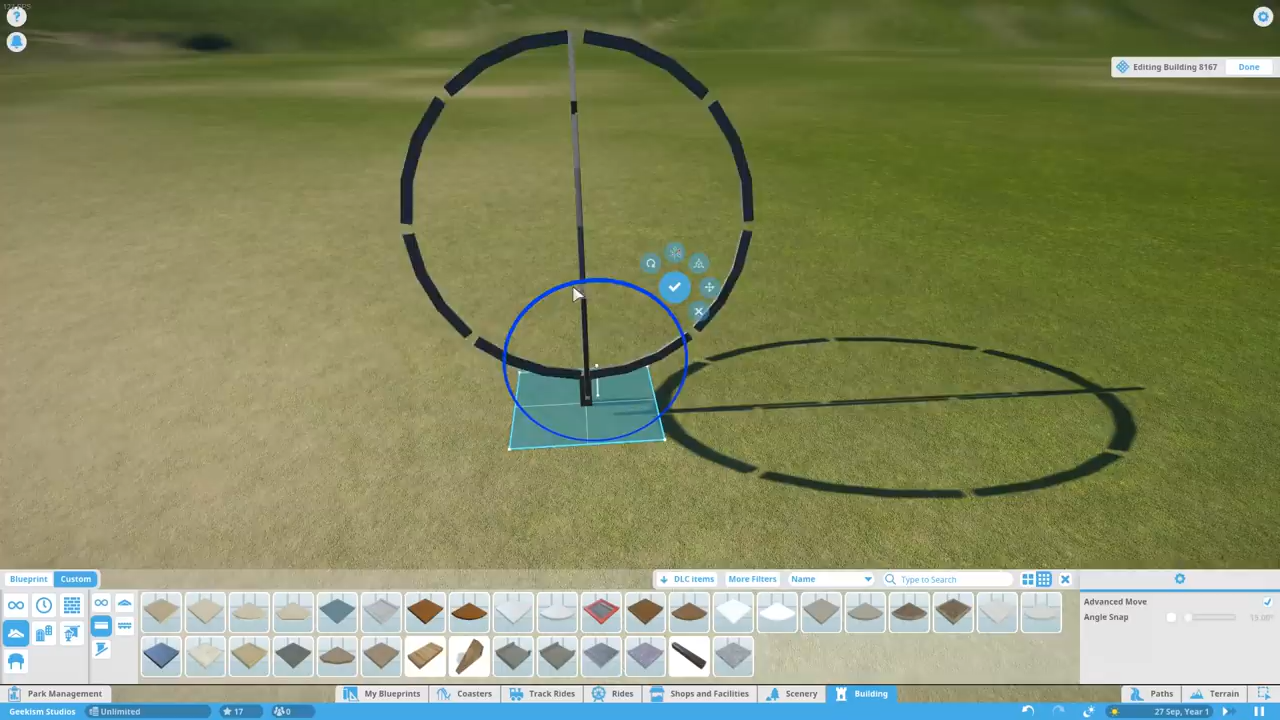 Editing Building 8167 Done
Blueprint Custom
DLC items More Filters Name Type to Search
Advanced Move
Angle Snap 15.00°
Park Management My Blueprints Coasters Track Rides Rides Shops and Facilities Scenery Building Paths Terrain
Geekism Studios Unlimited 17 0 27 Sep, Year 1